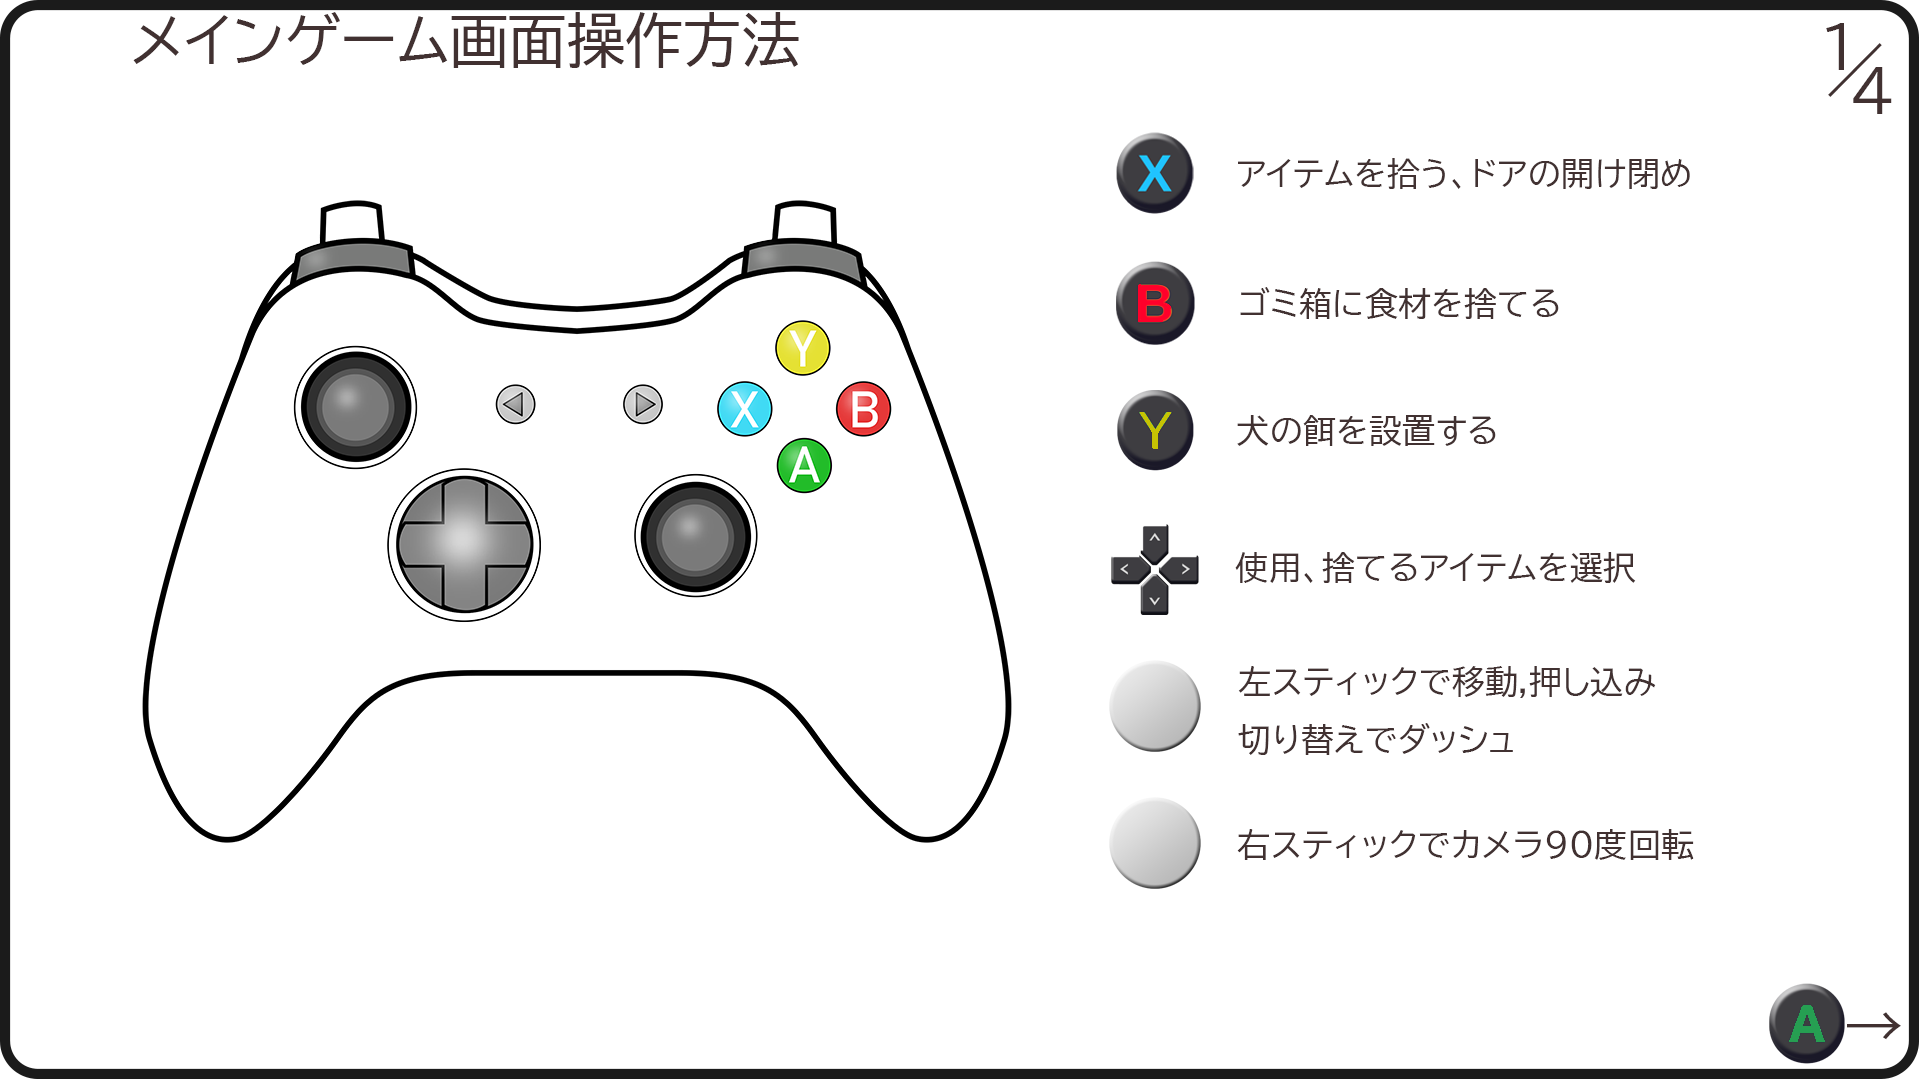 メインゲーム画面操作方法
1/4
X アイテムを拾う、ドアの開け閉め
B ゴミ箱に食材を捨てる
Y 犬の餌を設置する
使用、捨てるアイテムを選択
左スティックで移動,押し込み
切り替えでダッシュ
右スティックでカメラ90度回転
Y
X
B
A
A→